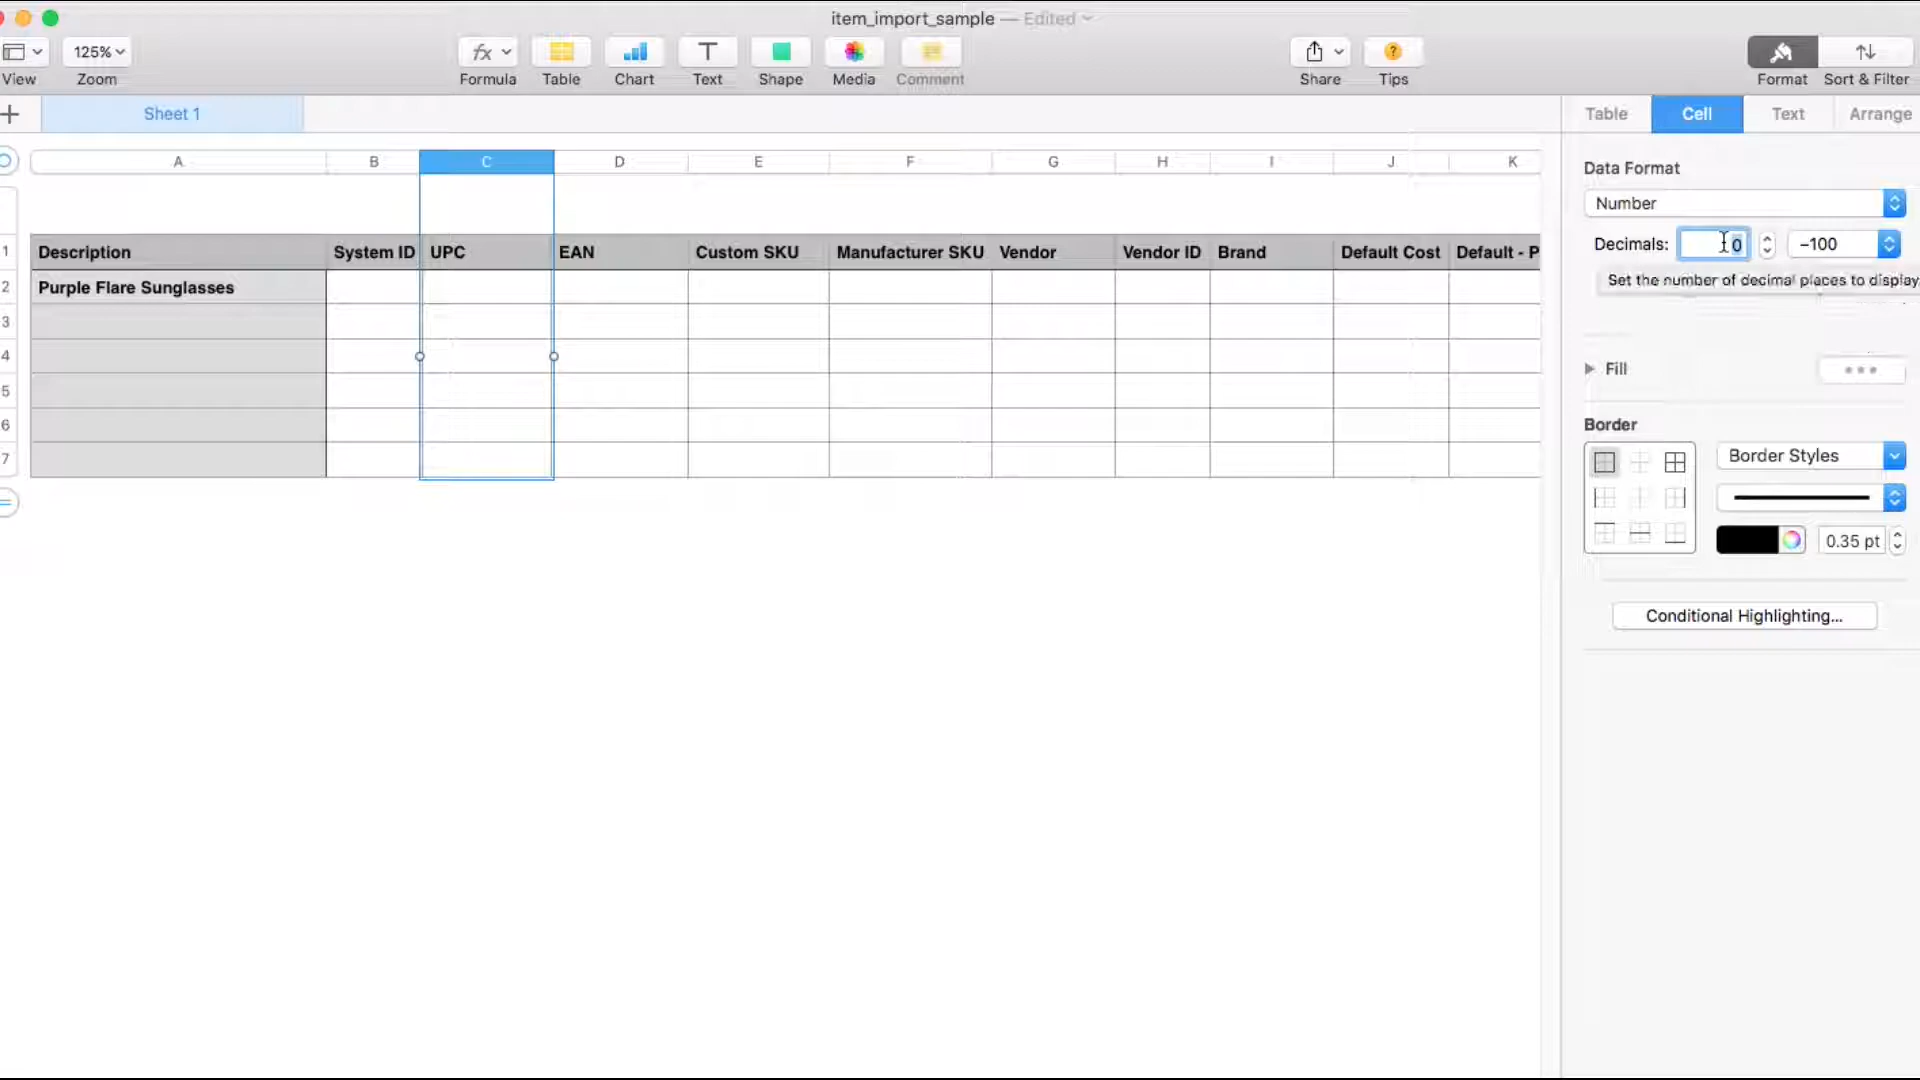 item_import_sample — Edited
125%
fx
T
?
View
Zoom
Formula
Table
Chart
Text
Shape
Media
Comment
Share
Tips
Format
Sort & Filter
+
Sheet 1
Table
Cell
Text
Arrange
A
B
C
D
E
F
G
H
I
J
K
1
Description
System ID
UPC
EAN
Custom SKU
Manufacturer SKU
Vendor
Vendor ID
Brand
Default Cost
Default - P
2
Purple Flare Sunglasses
3
4
5
6
7
Data Format
Number
Decimals:
0
–100
Set the number of decimal places to display
Fill
Border
Border Styles
0.35 pt
Conditional Highlighting...